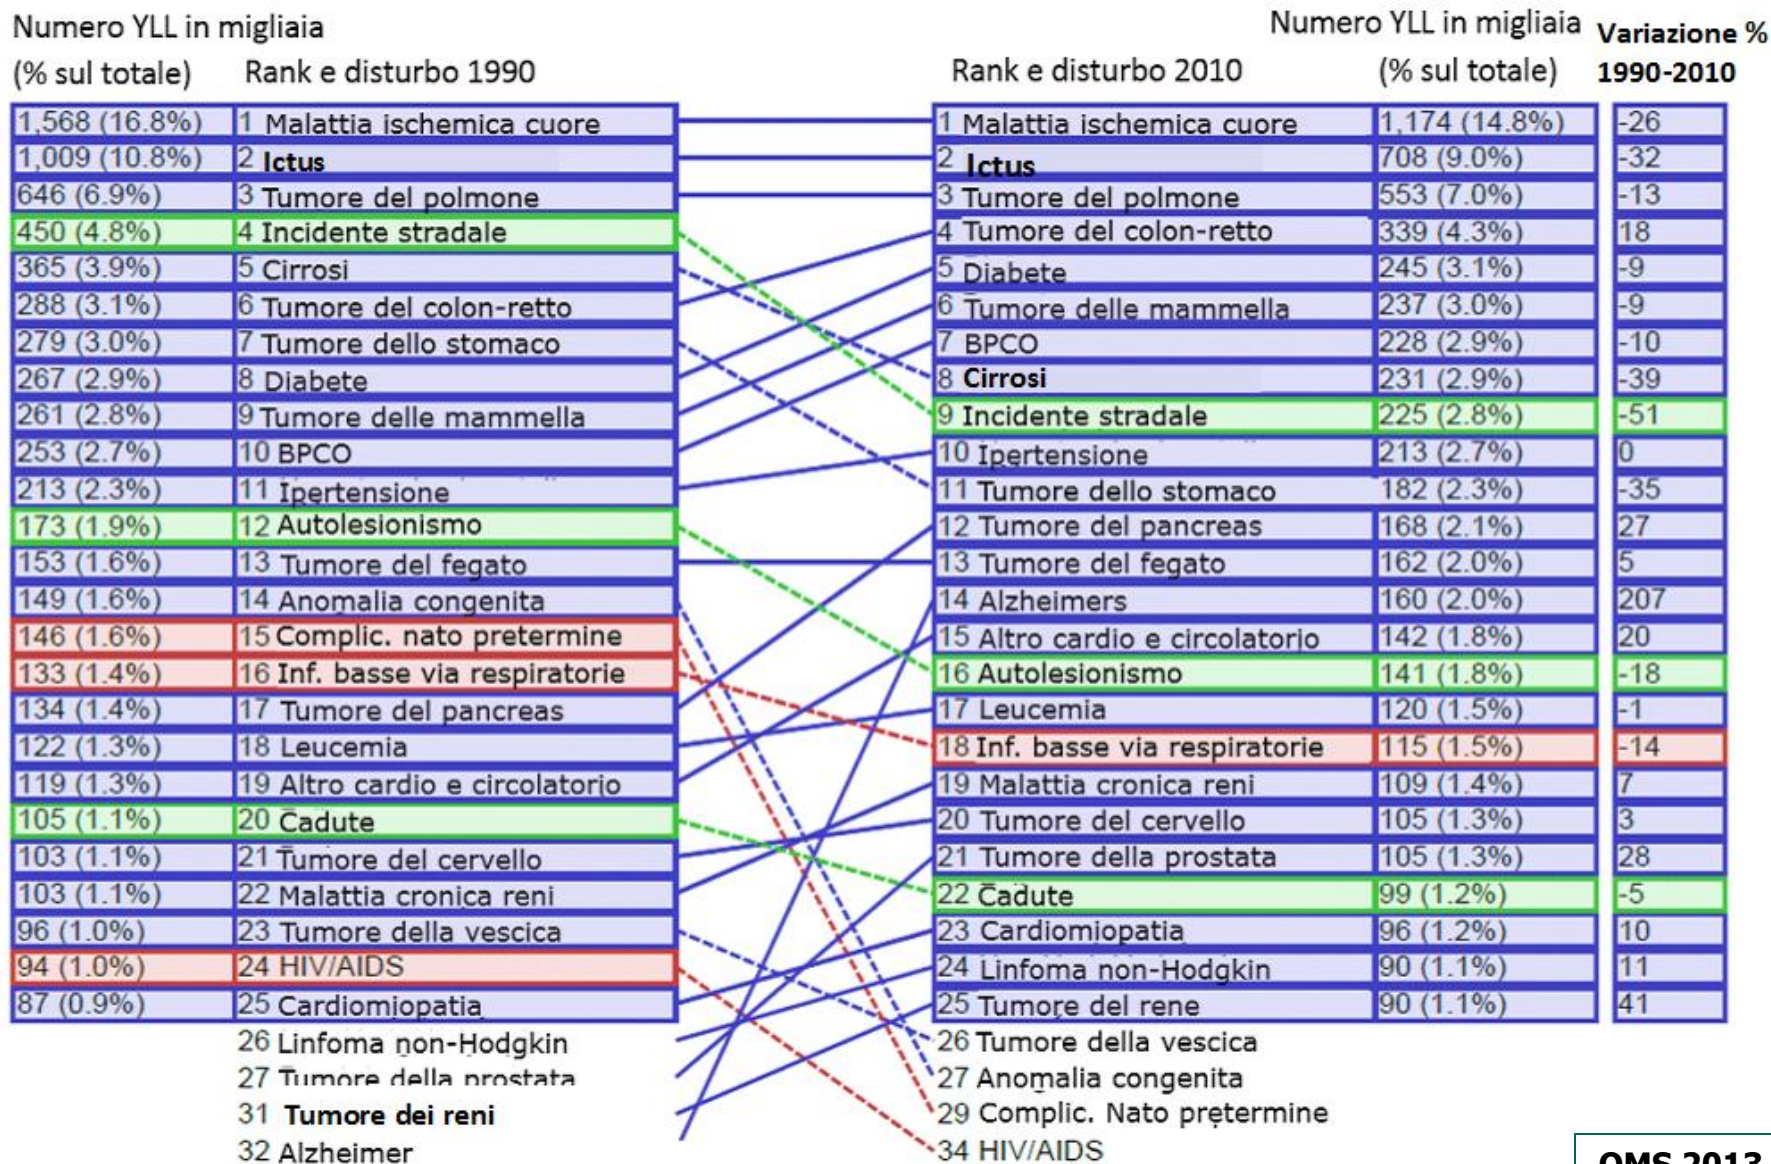 Numero YLL in migliaia
(% sul totale) Rank e disturbo 1990
Numero YLL in migliaia Variazione %
Rank e disturbo 2010 (% sul totale) 1990-2010
1,568 (16.8%) 1 Malattia ischemica cuore 1 Malattia ischemica cuore 1,174 (14.8%) -26
1,009 (10.8%) 2 Ictus 2 Ictus 708 (9.0%) -32
646 (6.9%) 3 Tumore del polmone 3 Tumore del polmone 553 (7.0%) -13
450 (4.8%) 4 Incidente stradale 4 Tumore del colon-retto 339 (4.3%) 18
365 (3.9%) 5 Cirrosi 5 Diabete 245 (3.1%) -9
288 (3.1%) 6 Tumore del colon-retto 6 Tumore delle mammella 237 (3.0%) -9
279 (3.0%) 7 Tumore dello stomaco 7 BPCO 228 (2.9%) -10
267 (2.9%) 8 Diabete 8 Cirrosi 231 (2.9%) -39
261 (2.8%) 9 Tumore delle mammella 9 Incidente stradale 225 (2.8%) -51
253 (2.7%) 10 BPCO 10 Ipertensione 213 (2.7%) 0
213 (2.3%) 11 Ipertensione 11 Tumore dello stomaco 182 (2.3%) -35
173 (1.9%) 12 Autolesionismo 12 Tumore del pancreas 168 (2.1%) 27
153 (1.6%) 13 Tumore del fegato 13 Tumore del fegato 162 (2.0%) 5
149 (1.6%) 14 Anomalia congenita 14 Alzheimers 160 (2.0%) 207
146 (1.6%) 15 Complic. nato pretermine 15 Altro cardio e circolatorio 142 (1.8%) 20
133 (1.4%) 16 Inf. basse via respiratorie 16 Autolesionismo 141 (1.8%) -18
134 (1.4%) 17 Tumore del pancreas 17 Leucemia 120 (1.5%) -1
122 (1.3%) 18 Leucemia 18 Inf. basse via respiratorie 115 (1.5%) -14
119 (1.3%) 19 Altro cardio e circolatorio 19 Malattia cronica reni 109 (1.4%) 7
105 (1.1%) 20 Cadute 20 Tumore del cervello 105 (1.3%) 3
103 (1.1%) 21 Tumore del cervello 21 Tumore della prostata 105 (1.3%) 28
103 (1.1%) 22 Malattia cronica reni 22 Cadute 99 (1.2%) -5
96 (1.0%) 23 Tumore della vescica 23 Cardiomiopatia 96 (1.2%) 10
94 (1.0%) 24 HIV/AIDS 24 Linfoma non-Hodgkin 90 (1.1%) 11
87 (0.9%) 25 Cardiomiopatia 25 Tumore del rene 90 (1.1%) 41
26 Linfoma non-Hodgkin 26 Tumore della vescica
27 Tumore della prostata 27 Anomalia congenita
31 Tumore dei reni 29 Complic. Nato pretermine
32 Alzheimer 34 HIV/AIDS
OMS 2013